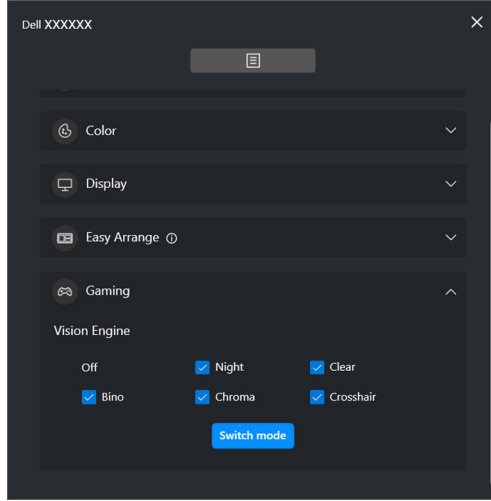 Dell XXXXXX
Color
Display
Easy Arrange
Gaming
Vision Engine
Off Night Clear
Bino Chroma Crosshair
Switch mode